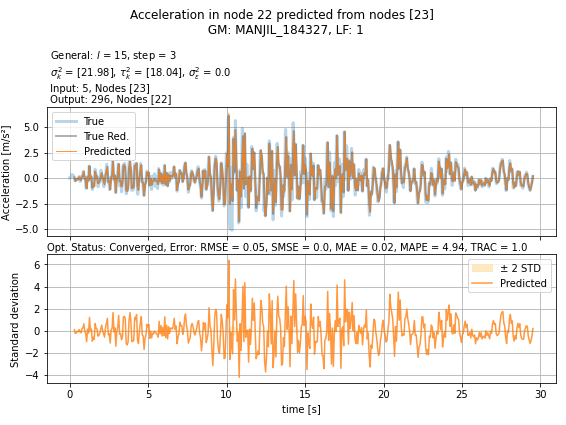 Acceleration in node 22 predicted from nodes [23]
GM: MANJIL_184327, LF: 1
General: l = 15, step = 3
σ²ₖ = [21.98], τ²ₖ = [18.04], σ²ε = 0.0
Input: 5, Nodes [23]
Output: 296, Nodes [22]
Acceleration [m/s²]
5.0
2.5
0.0
−2.5
−5.0
True
True Red.
Predicted
Opt. Status: Converged, Error: RMSE = 0.05, SMSE = 0.0, MAE = 0.02, MAPE = 4.94, TRAC = 1.0
Standard deviation
6
4
2
0
−2
−4
± 2 STD
Predicted
0 5 10 15 20 25 30
time [s]